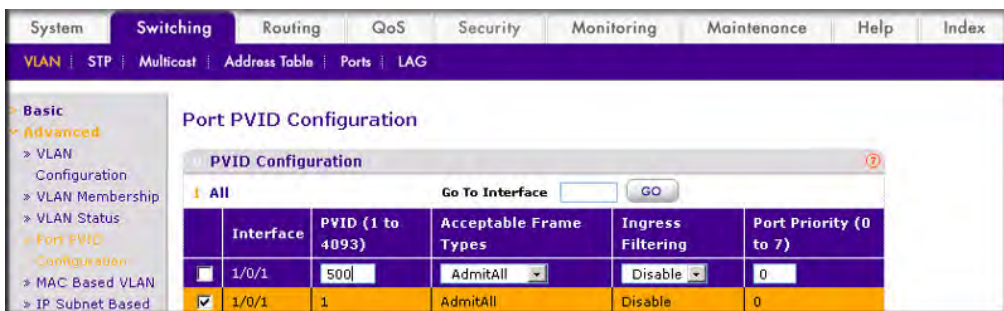 System Switching Routing QoS Security Monitoring Maintenance Help Index
VLAN STP Multicast Address Table Ports LAG
Basic
Advanced
» VLAN
Configuration
» VLAN Membership
» VLAN Status
» Port PVID
Configuration
» MAC Based VLAN
» IP Subnet Based
Port PVID Configuration
PVID Configuration
1 All Go To Interface GO
Interface PVID (1 to 4093) Acceptable Frame Types Ingress Filtering Port Priority (0 to 7)
1/0/1 500 AdmitAll Disable 0
1/0/1 1 AdmitAll Disable 0